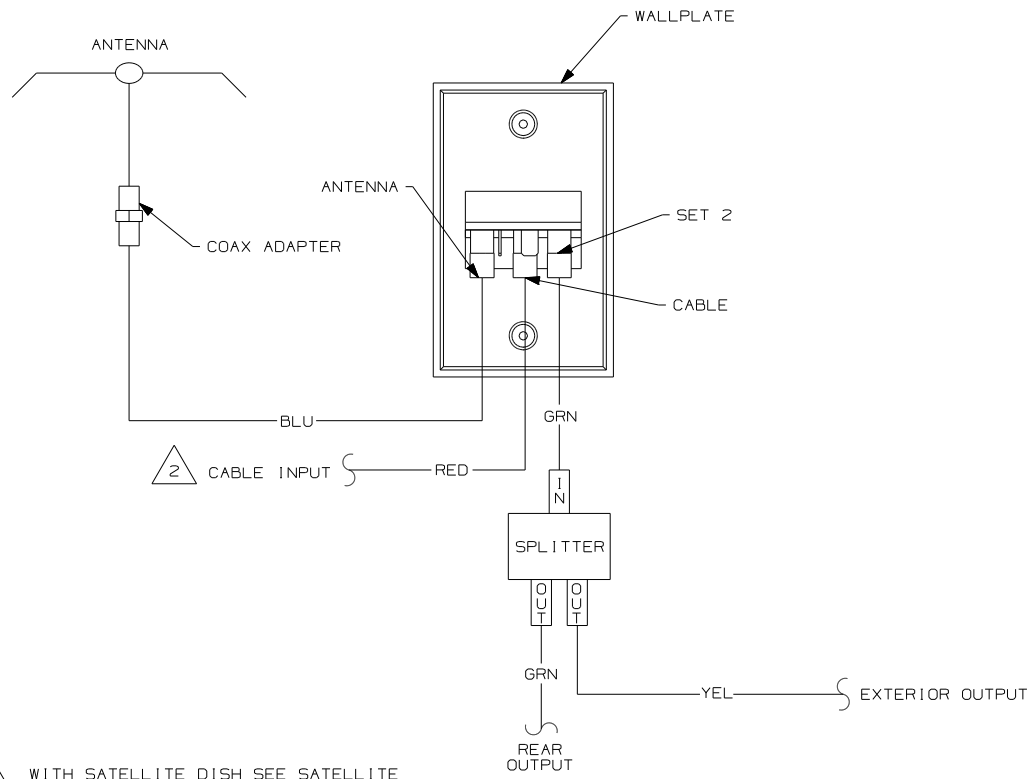 WALLPLATE
ANTENNA
ANTENNA
SET 2
COAX ADAPTER
CABLE
BLU
GRN
2 CABLE INPUT
RED
IN
SPLITTER
OUT
OUT
GRN
YEL
EXTERIOR OUTPUT
REAR
OUTPUT
WITH SATELLITE DISH SEE SATELLITE